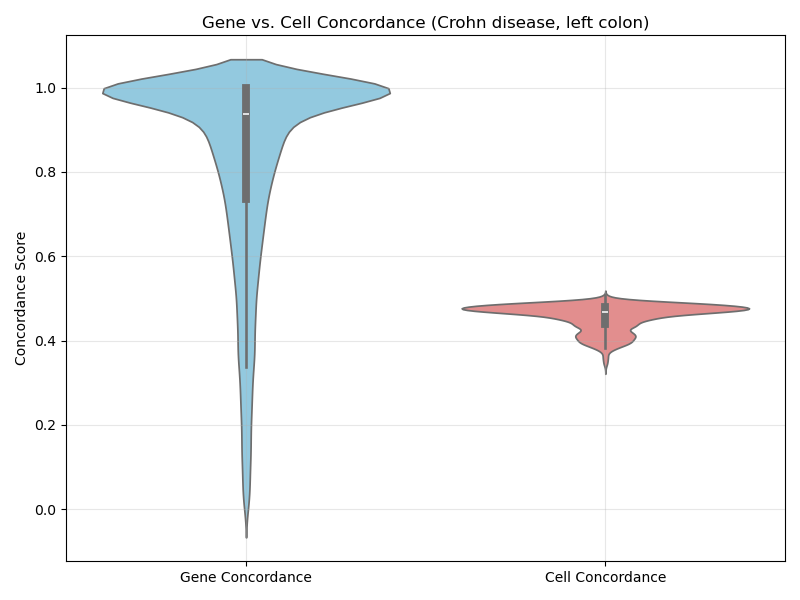 Gene vs. Cell Concordance (Crohn disease, left colon)
Concordance Score
1.0
0.8
0.6
0.4
0.2
0.0
Gene Concordance
Cell Concordance